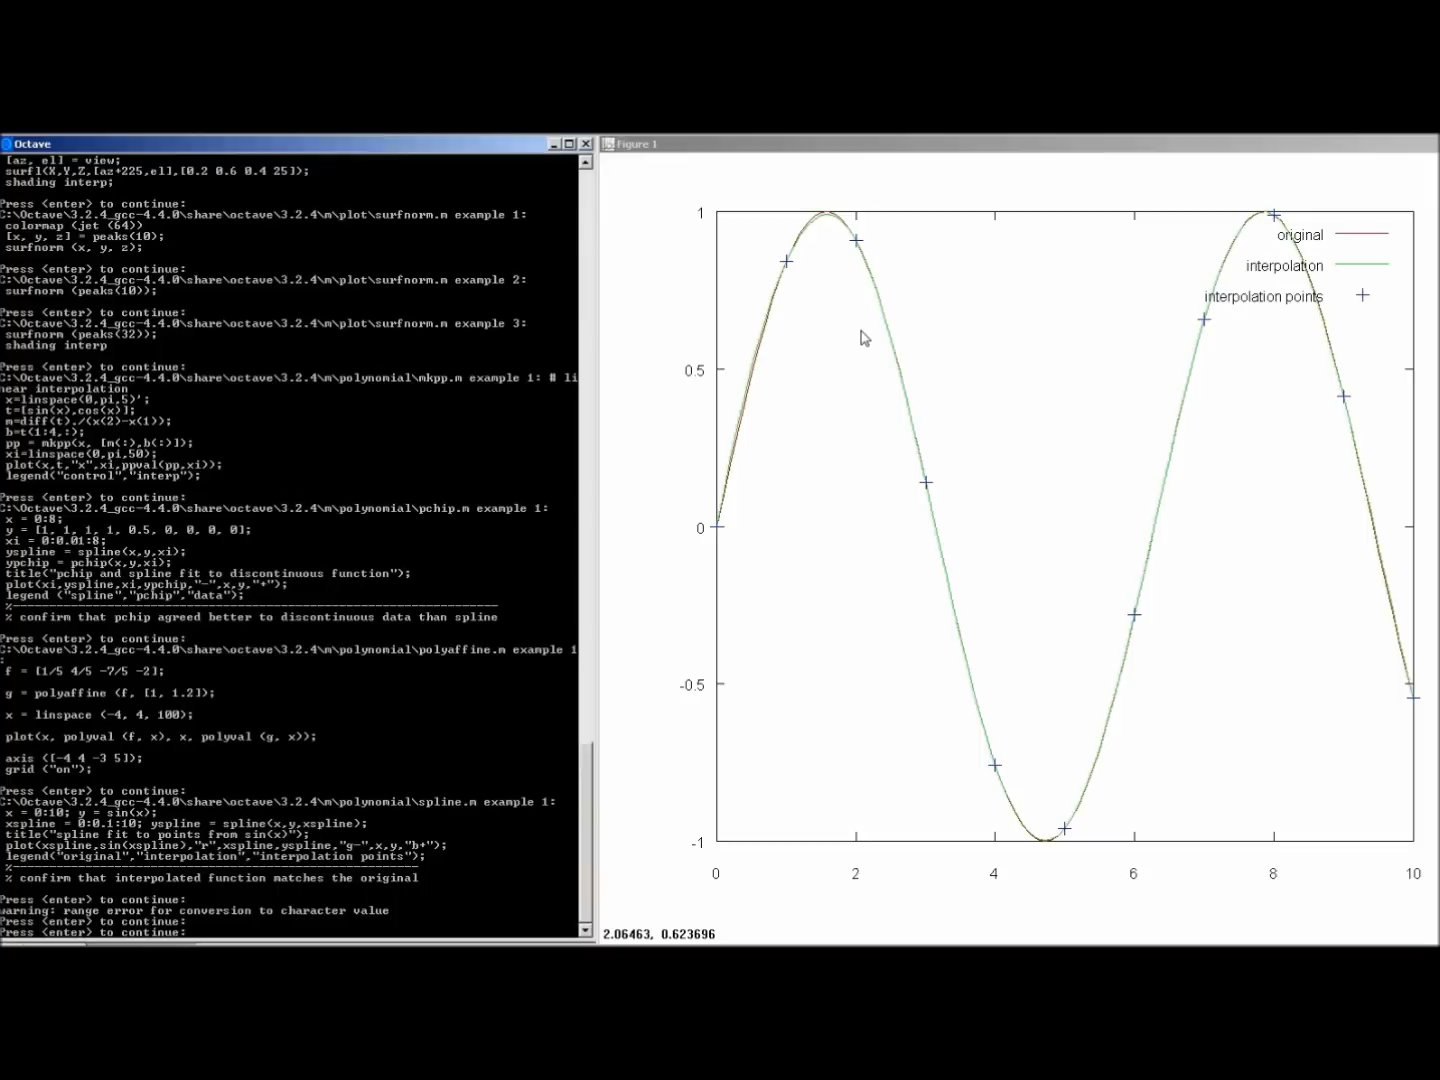 Octave
[az, el] = view;
surfl(X,Y,Z,[az+225,el],[0.2 0.6 0.4 25]);
shading interp;
Press <enter> to continue:
C:\Octave\3.2.4_gcc-4.4.0\share\octave\3.2.4\m\plot\surfnorm.m example 1:
colormap (jet (64))
[x, y, z] = peaks(10);
surfnorm (x, y, z);
Press <enter> to continue:
C:\Octave\3.2.4_gcc-4.4.0\share\octave\3.2.4\m\plot\surfnorm.m example 2:
surfnorm (peaks(10));
Press <enter> to continue:
C:\Octave\3.2.4_gcc-4.4.0\share\octave\3.2.4\m\plot\surfnorm.m example 3:
surfnorm (peaks(32));
shading interp
Press <enter> to continue:
C:\Octave\3.2.4_gcc-4.4.0\share\octave\3.2.4\m\polynomial\mkpp.m example 1: # li
near interpolation
x=linspace(0,pi,5)';
t=[sin(x),cos(x)];
m=diff(t)./(x(2)-x(1));
b=t(1:4,:);
pp = mkpp(x, [m(:),b(:)]);
xi=linspace(0,pi,50);
plot(x,t,"x",xi,ppval(pp,xi));
legend("control","interp");
Press <enter> to continue:
C:\Octave\3.2.4_gcc-4.4.0\share\octave\3.2.4\m\polynomial\pchip.m example 1:
x = 0:8;
y = [1, 1, 1, 1, 0.5, 0, 0, 0, 0];
xi = 0:0.01:8;
yspline = spline(x,y,xi);
ypchip = pchip(x,y,xi);
title("pchip and spline fit to discontinuous function");
plot(xi,yspline,xi,ypchip,"-",x,y,"+");
legend ("spline","pchip","data");
%-------------------------------------------------------------------
% confirm that pchip agreed better to discontinuous data than spline
Press <enter> to continue:
C:\Octave\3.2.4_gcc-4.4.0\share\octave\3.2.4\m\polynomial\polyaffine.m example 1
:
f = [1/5 4/5 -7/5 -2];
g = polyaffine (f, [1, 1.2]);
x = linspace (-4, 4, 100);
plot(x, polyval (f, x), x, polyval (g, x));
axis ([-4 4 -3 5]);
grid ("on");
Press <enter> to continue:
C:\Octave\3.2.4_gcc-4.4.0\share\octave\3.2.4\m\polynomial\spline.m example 1:
x = 0:10; y = sin(x);
xspline = 0:0.1:10; yspline = spline(x,y,xspline);
title("spline fit to points from sin(x)");
plot(xspline,sin(xspline),"r",xspline,yspline,"g-",x,y,"b+");
legend("original","interpolation","interpolation points");
%--------------------------------------------------------
% confirm that interpolated function matches the original
Press <enter> to continue:
warning: range error for conversion to character value
Press <enter> to continue:
Press <enter> to continue:
Figure 1
original
interpolation
interpolation points
1
0.5
0
-0.5
-1
0 2 4 6 8 10
2.06463, 0.623696